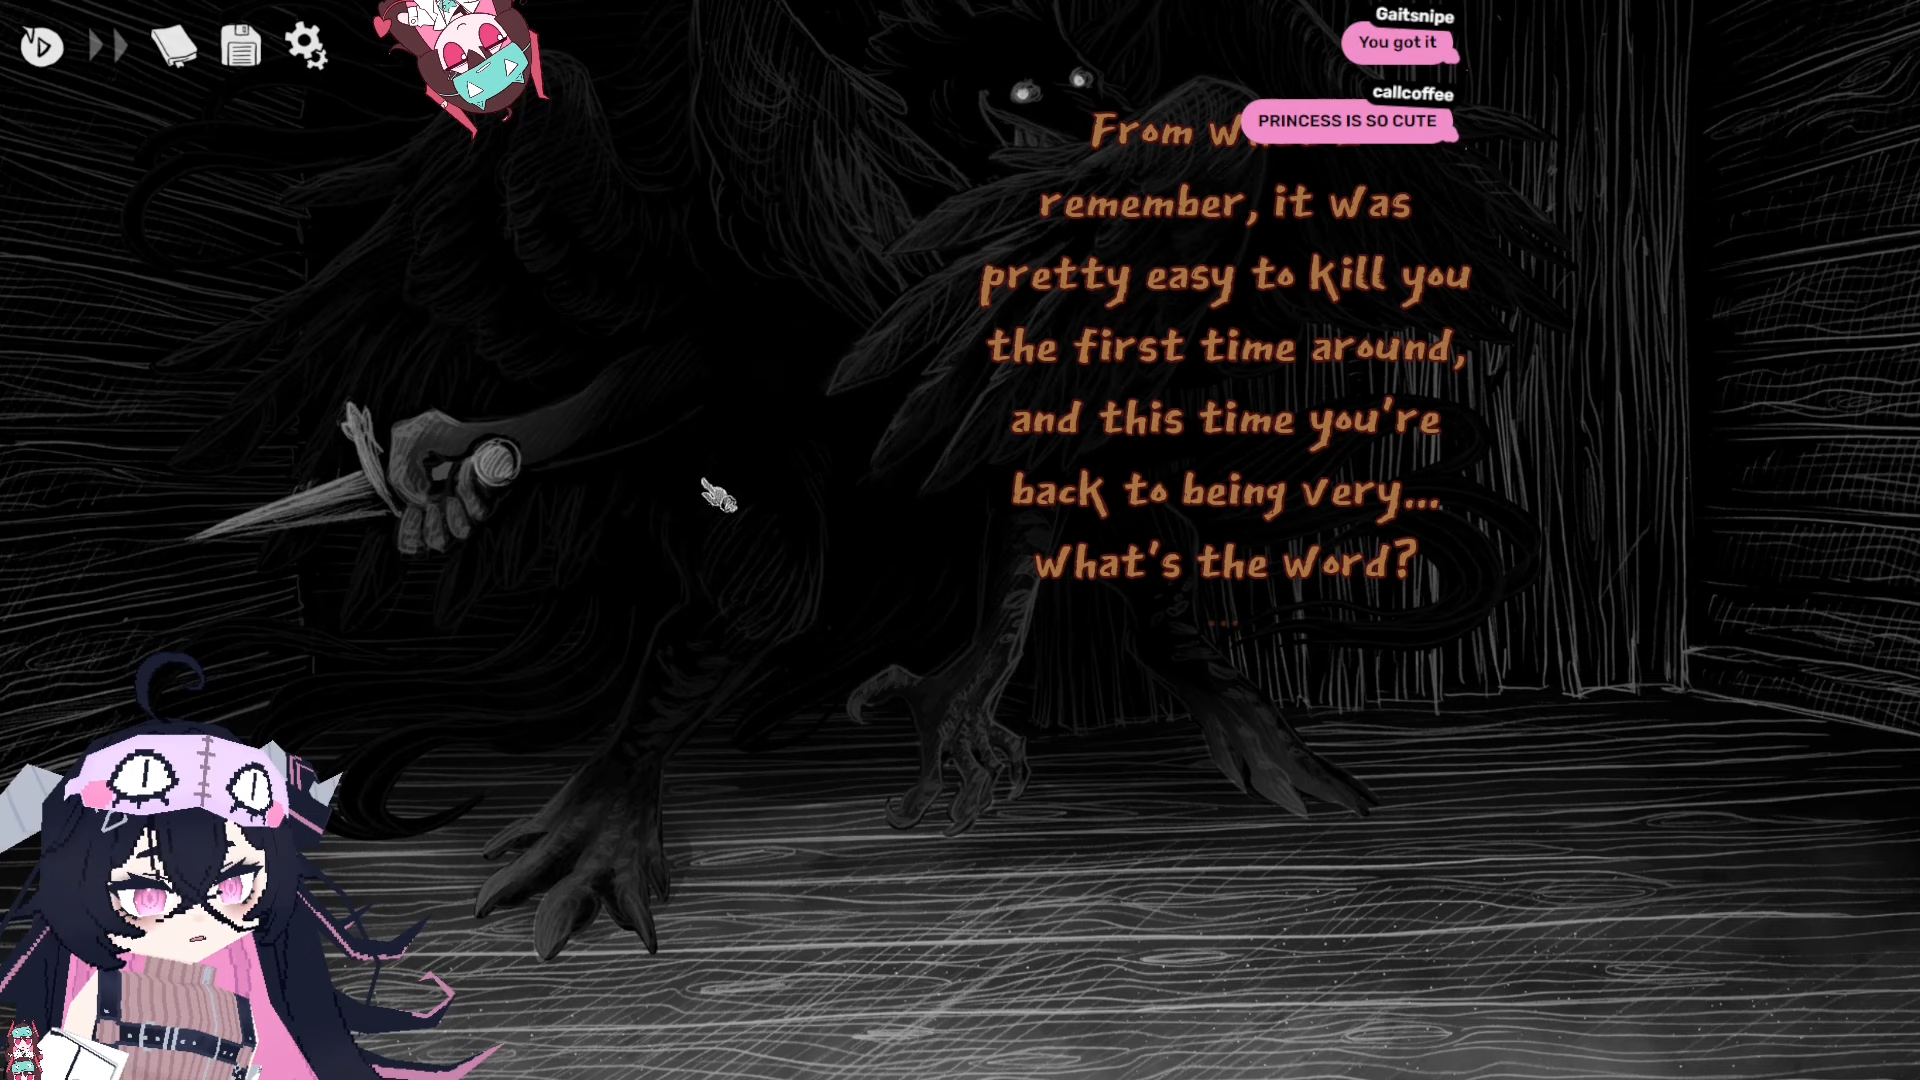 Gaitsnipe
You got it
callcoffee
PRINCESS IS SO CUTE
From
remember, it was
pretty easy to kill you
the first time around,
and this time you're
back to being very...
what's the word?
...